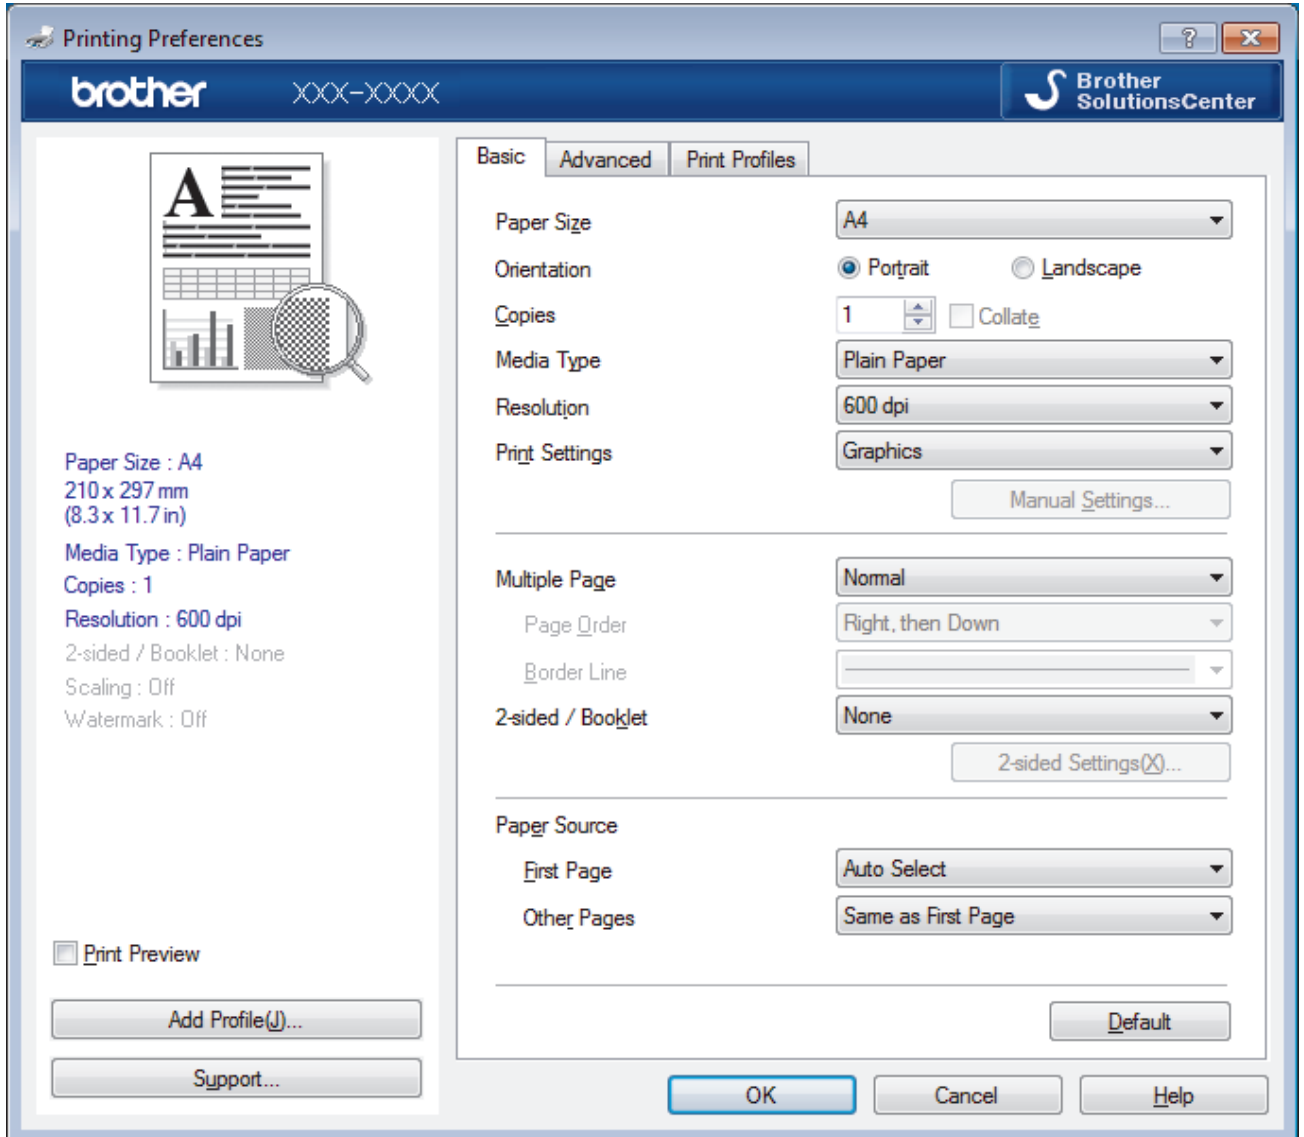 Printing Preferences
brother XXX-XXXX
Brother
SolutionsCenter
A
Paper Size : A4
210 x 297 mm
(8.3 x 11.7 in)
Media Type : Plain Paper
Copies : 1
Resolution : 600 dpi
2-sided / Booklet : None
Scaling : Off
Watermark : Off
Print Preview
Add Profile(J)...
Support...
Basic Advanced Print Profiles
Paper Size A4
Orientation Portrait Landscape
Copies 1 Collate
Media Type Plain Paper
Resolution 600 dpi
Print Settings Graphics
Manual Settings...
Multiple Page Normal
Page Order Right, then Down
Border Line
2-sided / Booklet None
2-sided Settings(X)...
Paper Source
First Page Auto Select
Other Pages Same as First Page
Default
OK Cancel Help